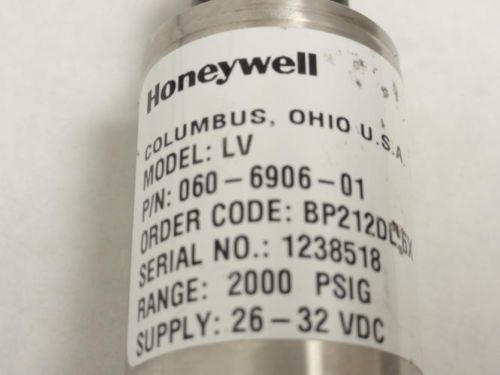 Honeywell
COLUMBUS, OHIO U.S.A.
MODEL: LV
P/N: 060-6906-01
ORDER CODE:
SERIAL NO.: 1238518
RANGE: 2000 PSIG
SUPPLY: 26-32 VDC